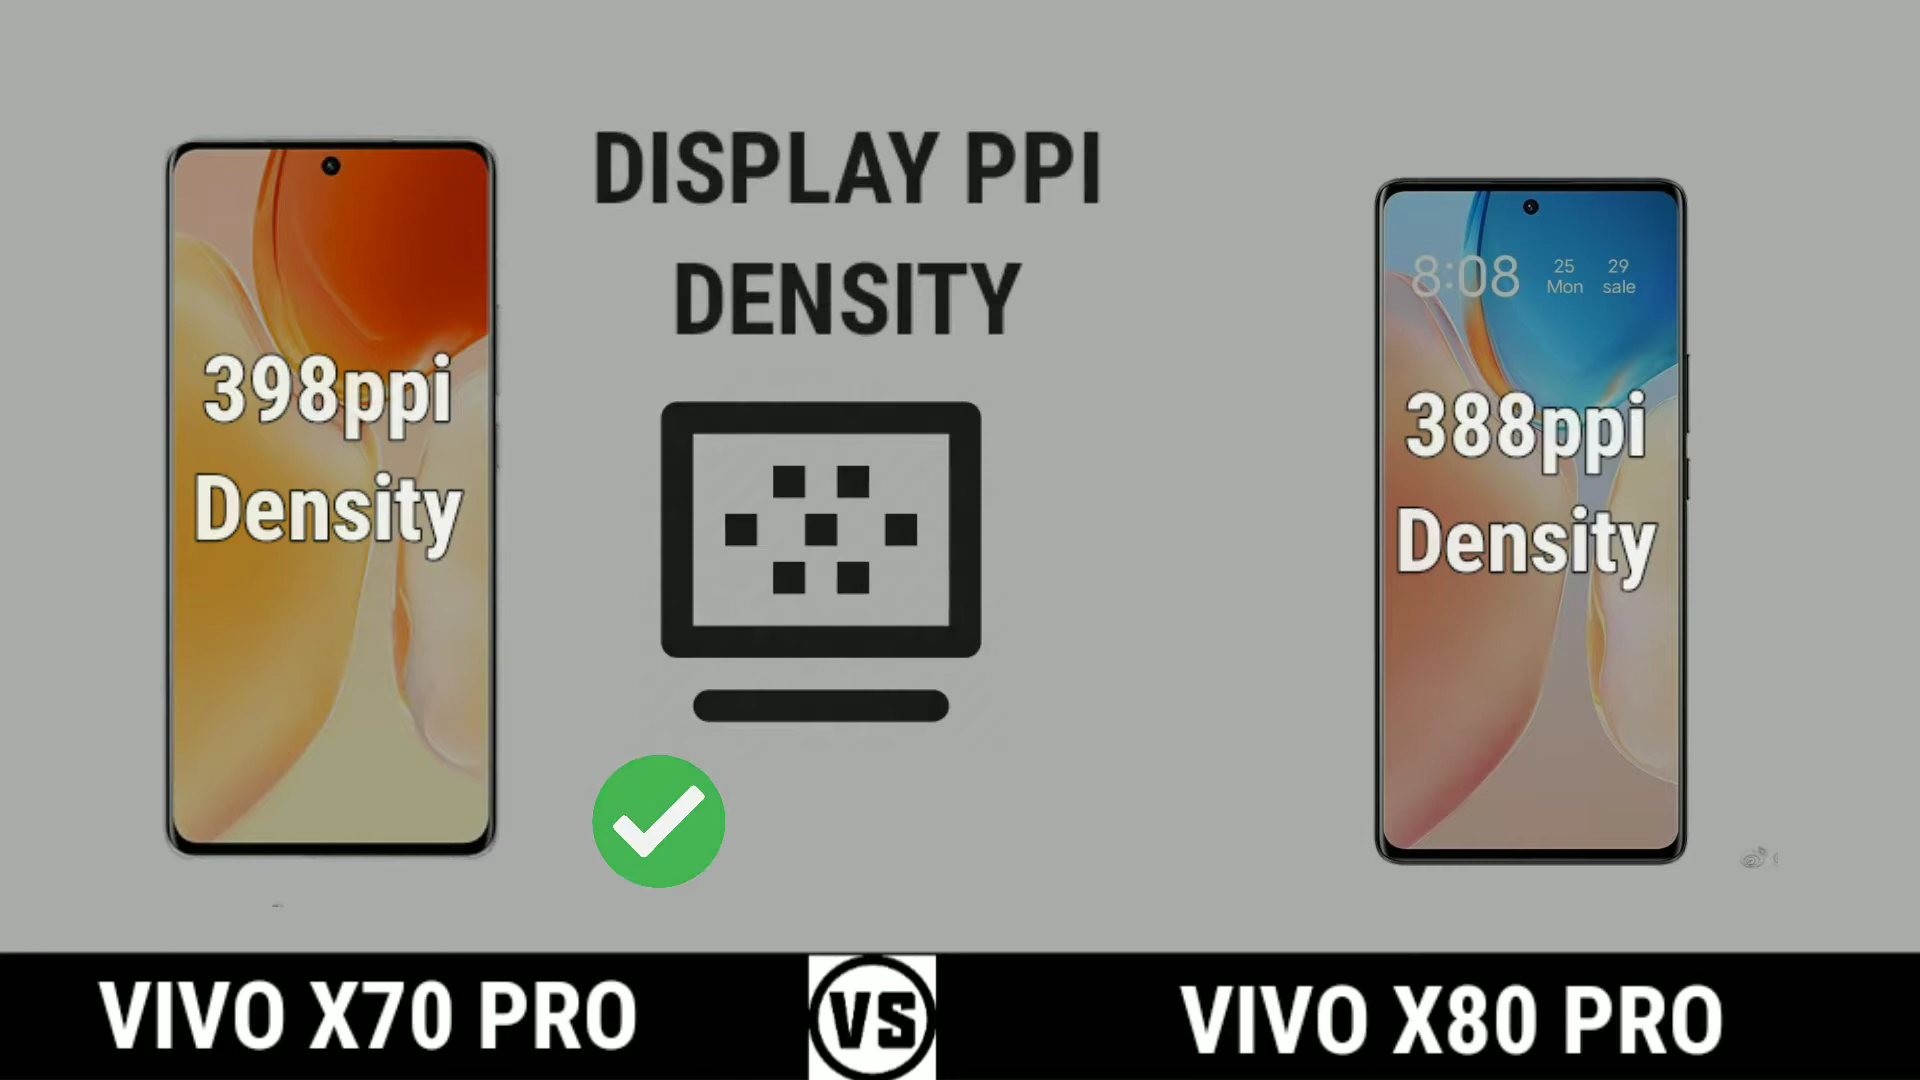 DISPLAY PPI
DENSITY
398ppi
Density
8:08
25
Mon
29
sale
388ppi
Density
VIVO X70 PRO
VS
VIVO X80 PRO